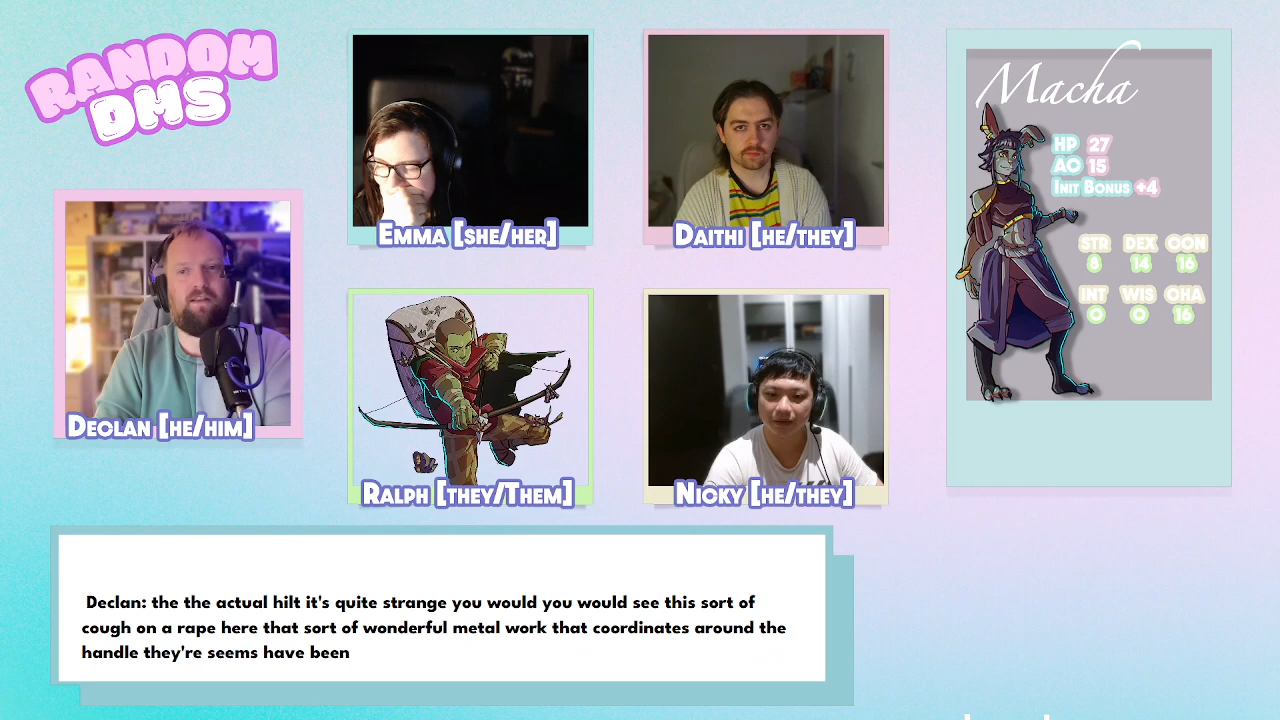 RANDOM
DMS
Emma [she/her]
Daithi [he/they]
Declan [he/him]
Ralph [they/Them]
Nicky [he/they]
Macha
HP 27
AC 15
Init Bonus +4
STR DEX CON
8 14 16
INT WIS CHA
0 0 16
Declan: the the actual hilt it's quite strange you would you would see this sort of
cough on a rape here that sort of wonderful metal work that coordinates around the
handle they're seems have been